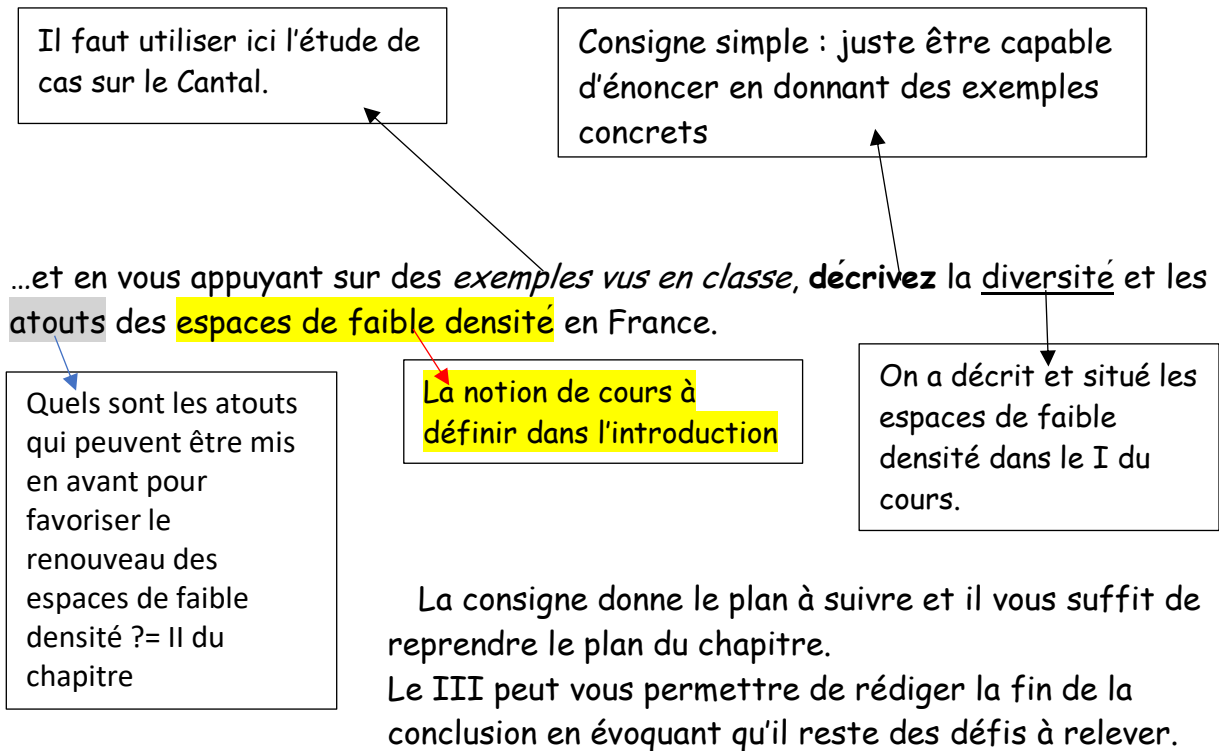 Il faut utiliser ici l'étude de
cas sur le Cantal.
Consigne simple : juste être capable
d'énoncer en donnant des exemples
concrets
…et en vous appuyant sur des exemples vus en classe, décrivez la diversité et les
atouts des espaces de faible densité en France.
Quels sont les atouts
qui peuvent être mis
en avant pour
favoriser le
renouveau des
espaces de faible
densité ?= II du
chapitre
La notion de cours à
définir dans l'introduction
On a décrit et situé les
espaces de faible
densité dans le I du
cours.
La consigne donne le plan à suivre et il vous suffit de
reprendre le plan du chapitre.
Le III peut vous permettre de rédiger la fin de la
conclusion en évoquant qu'il reste des défis à relever.